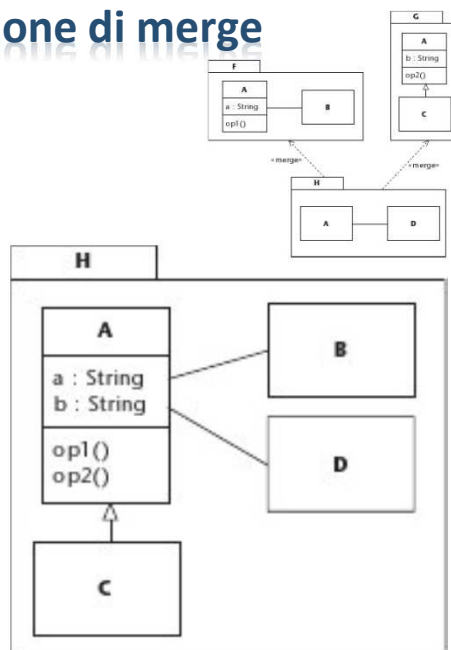 one di merge
F
A
a : String
op1()
B
G
A
b : String
op2()
C
«merge»
«merge»
H
A
D
H
A
a : String
b : String
op1()
op2()
B
D
C